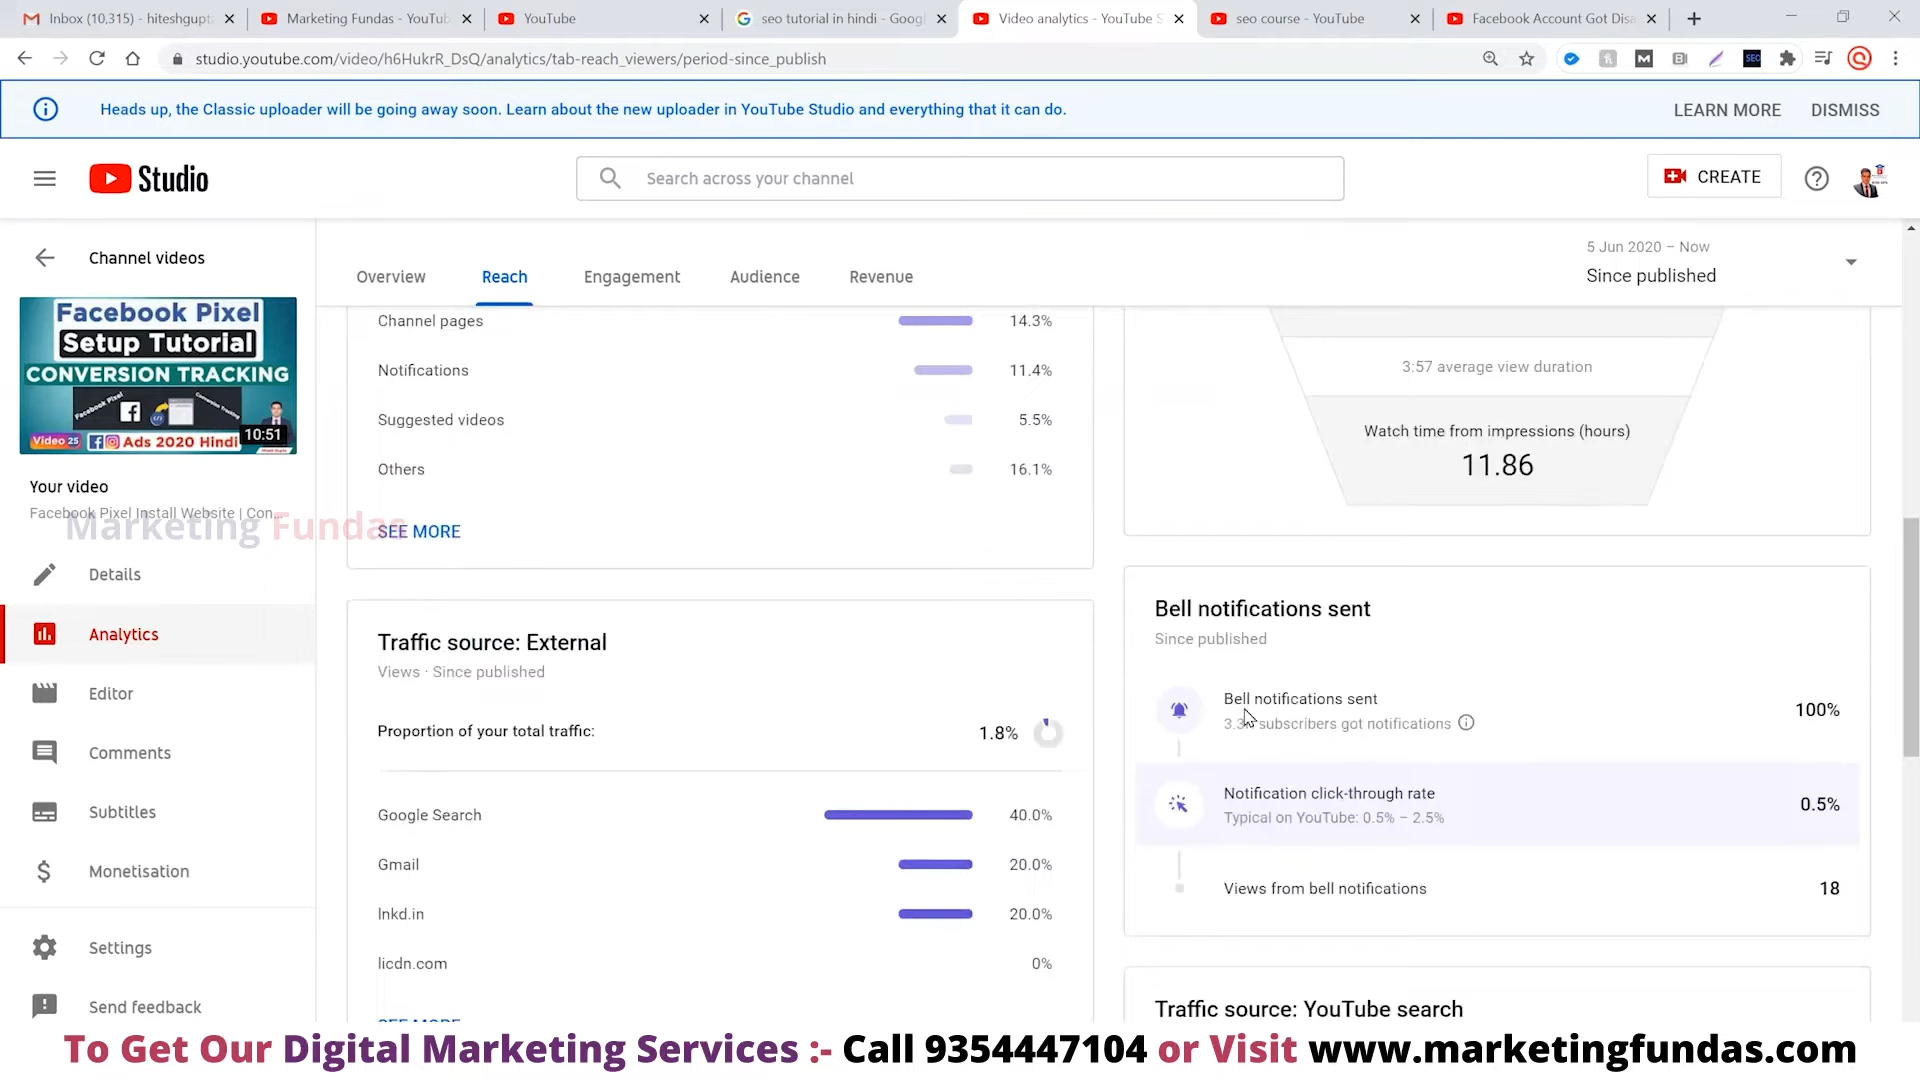 Inbox (10,315) - hiteshgupt
Marketing Fundas - YouTub
YouTube
seo tutorial in hindi - Googl
Video analytics - YouTube S
seo course - YouTube
Facebook Account Got Disa
studio.youtube.com/video/h6HukrR_DsQ/analytics/tab-reach_viewers/period-since_publish
Heads up, the Classic uploader will be going away soon. Learn about the new uploader in YouTube Studio and everything that it can do.
LEARN MORE
DISMISS
Studio
Search across your channel
CREATE
Channel videos
Overview
Reach
Engagement
Audience
Revenue
5 Jun 2020 – Now
Since published
Facebook Pixel
Setup Tutorial
CONVERSION TRACKING
Facebook Pixel
Conversion Tracking
Video 25
Ads 2020 Hindi
10:51
Your video
Facebook Pixel Install Website | Con...
Marketing Fundas
Details
Analytics
Editor
Comments
Subtitles
Monetisation
Settings
Send feedback
Channel pages 14.3%
Notifications 11.4%
Suggested videos 5.5%
Others 16.1%
SEE MORE
Traffic source: External
Views · Since published
Proportion of your total traffic: 1.8%
Google Search 40.0%
Gmail 20.0%
lnkd.in 20.0%
licdn.com 0%
SEE MORE
3:57 average view duration
Watch time from impressions (hours)
11.86
Bell notifications sent
Since published
Bell notifications sent
subscribers got notifications
100%
Notification click-through rate
Typical on YouTube: 0.5% – 2.5%
0.5%
Views from bell notifications 18
Traffic source: YouTube search
To Get Our Digital Marketing Services :- Call 9354447104 or Visit www.marketingfundas.com